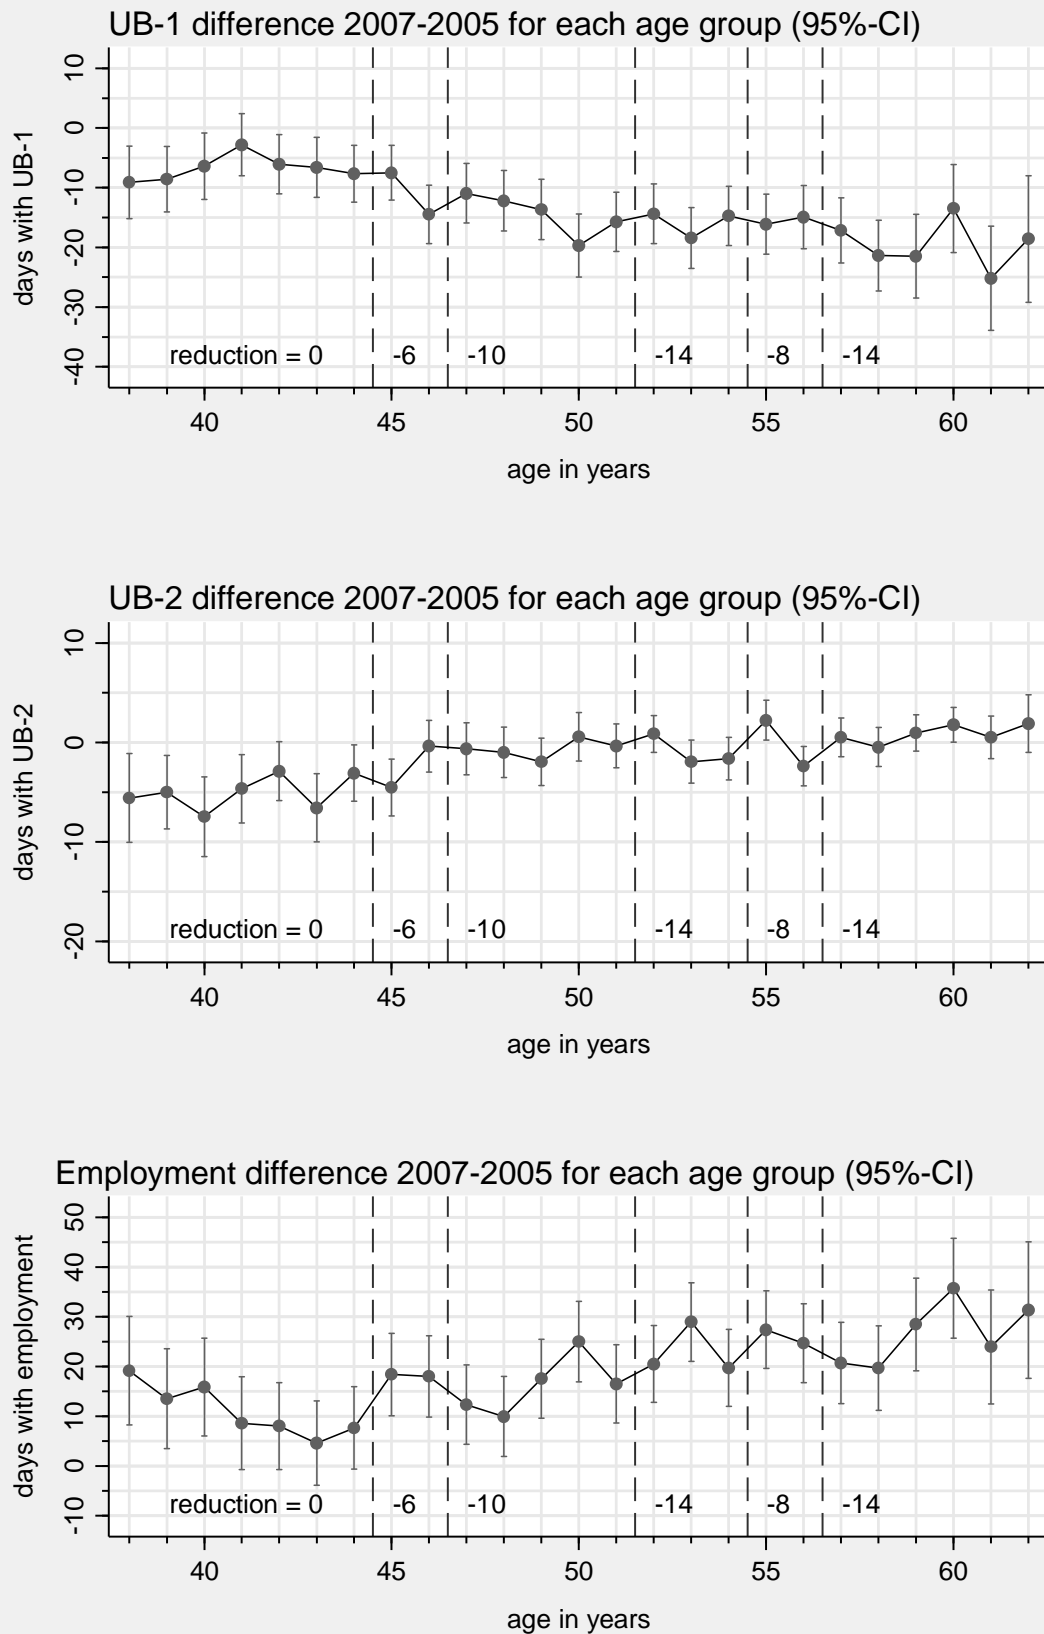 UB-1 difference 2007-2005 for each age group (95%-CI)
days with UB-1
10
0
-10
-20
-30
-40
reduction = 0 -6 -10 -14 -8 -14
40 45 50 55 60
age in years
UB-2 difference 2007-2005 for each age group (95%-CI)
days with UB-2
10
0
-10
-20
reduction = 0 -6 -10 -14 -8 -14
40 45 50 55 60
age in years
Employment difference 2007-2005 for each age group (95%-CI)
days with employment
50
40
30
20
10
0
-10
reduction = 0 -6 -10 -14 -8 -14
40 45 50 55 60
age in years